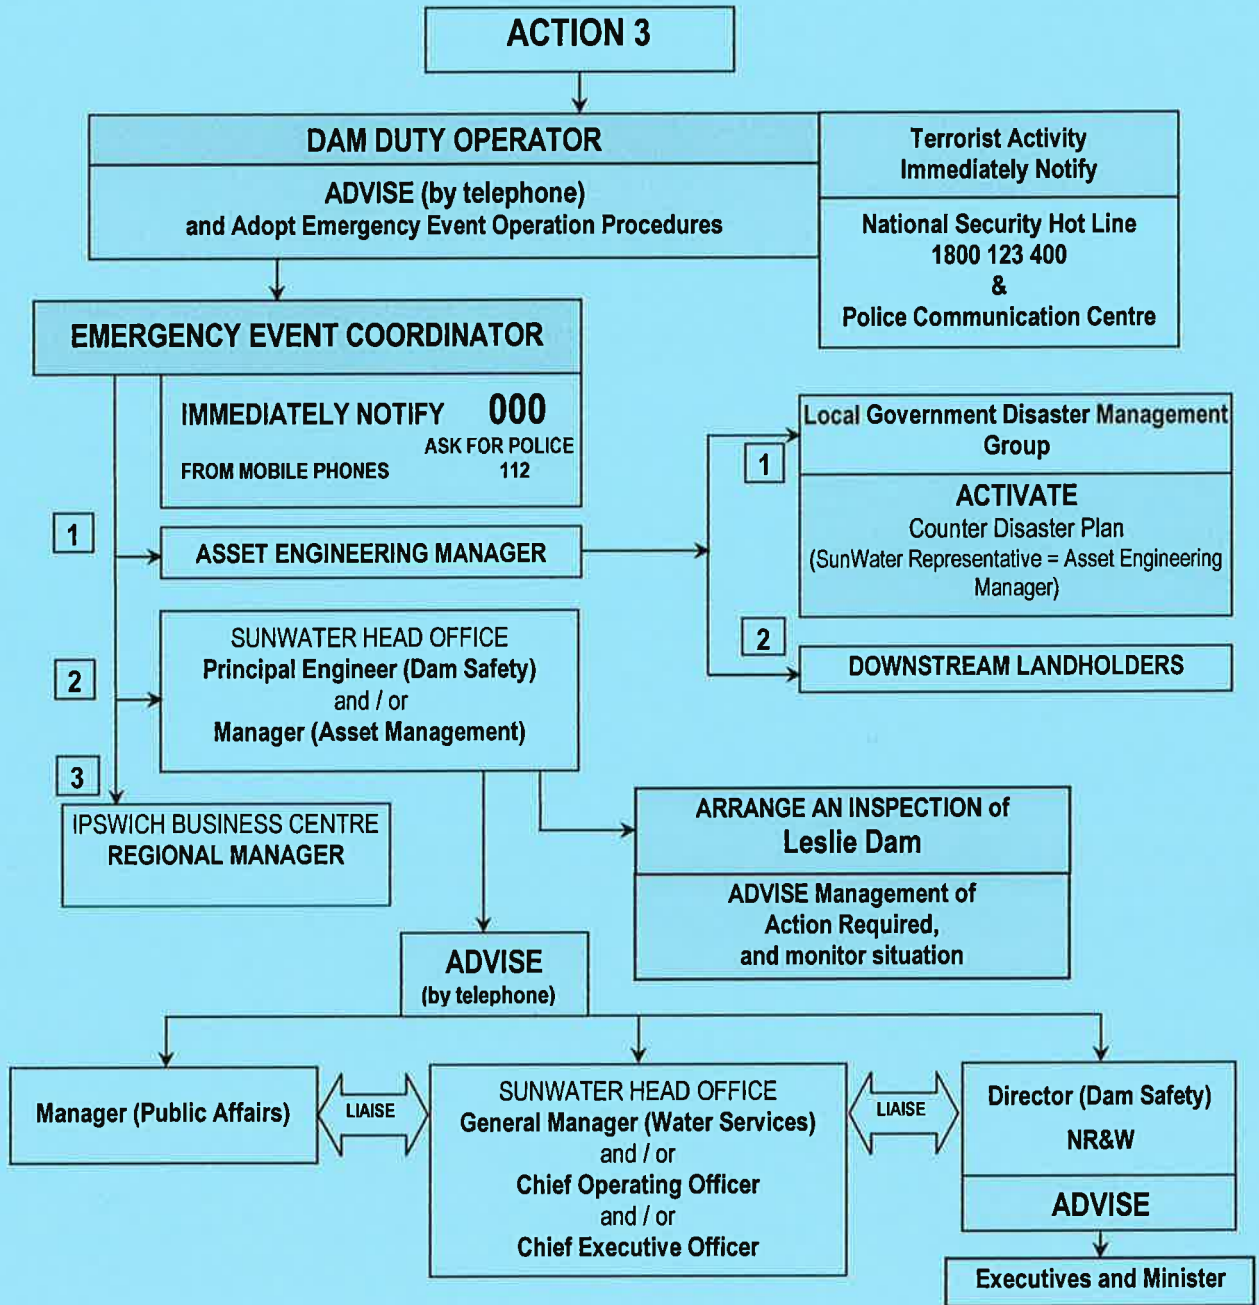 ACTION 3
DAM DUTY OPERATOR
ADVISE (by telephone)
and Adopt Emergency Event Operation Procedures
Terrorist Activity
Immediately Notify
National Security Hot Line
1800 123 400
&
Police Communication Centre
EMERGENCY EVENT COORDINATOR
IMMEDIATELY NOTIFY 000
ASK FOR POLICE
FROM MOBILE PHONES 112
1
ASSET ENGINEERING MANAGER
1
Local Government Disaster Management
Group
ACTIVATE
Counter Disaster Plan
(SunWater Representative = Asset Engineering
Manager)
2
DOWNSTREAM LANDHOLDERS
2
SUNWATER HEAD OFFICE
Principal Engineer (Dam Safety)
and / or
Manager (Asset Management)
3
IPSWICH BUSINESS CENTRE
REGIONAL MANAGER
ARRANGE AN INSPECTION of
Leslie Dam
ADVISE Management of
Action Required,
and monitor situation
ADVISE
(by telephone)
Manager (Public Affairs)
LIAISE
SUNWATER HEAD OFFICE
General Manager (Water Services)
and / or
Chief Operating Officer
and / or
Chief Executive Officer
LIAISE
Director (Dam Safety)
NR&W
ADVISE
Executives and Minister